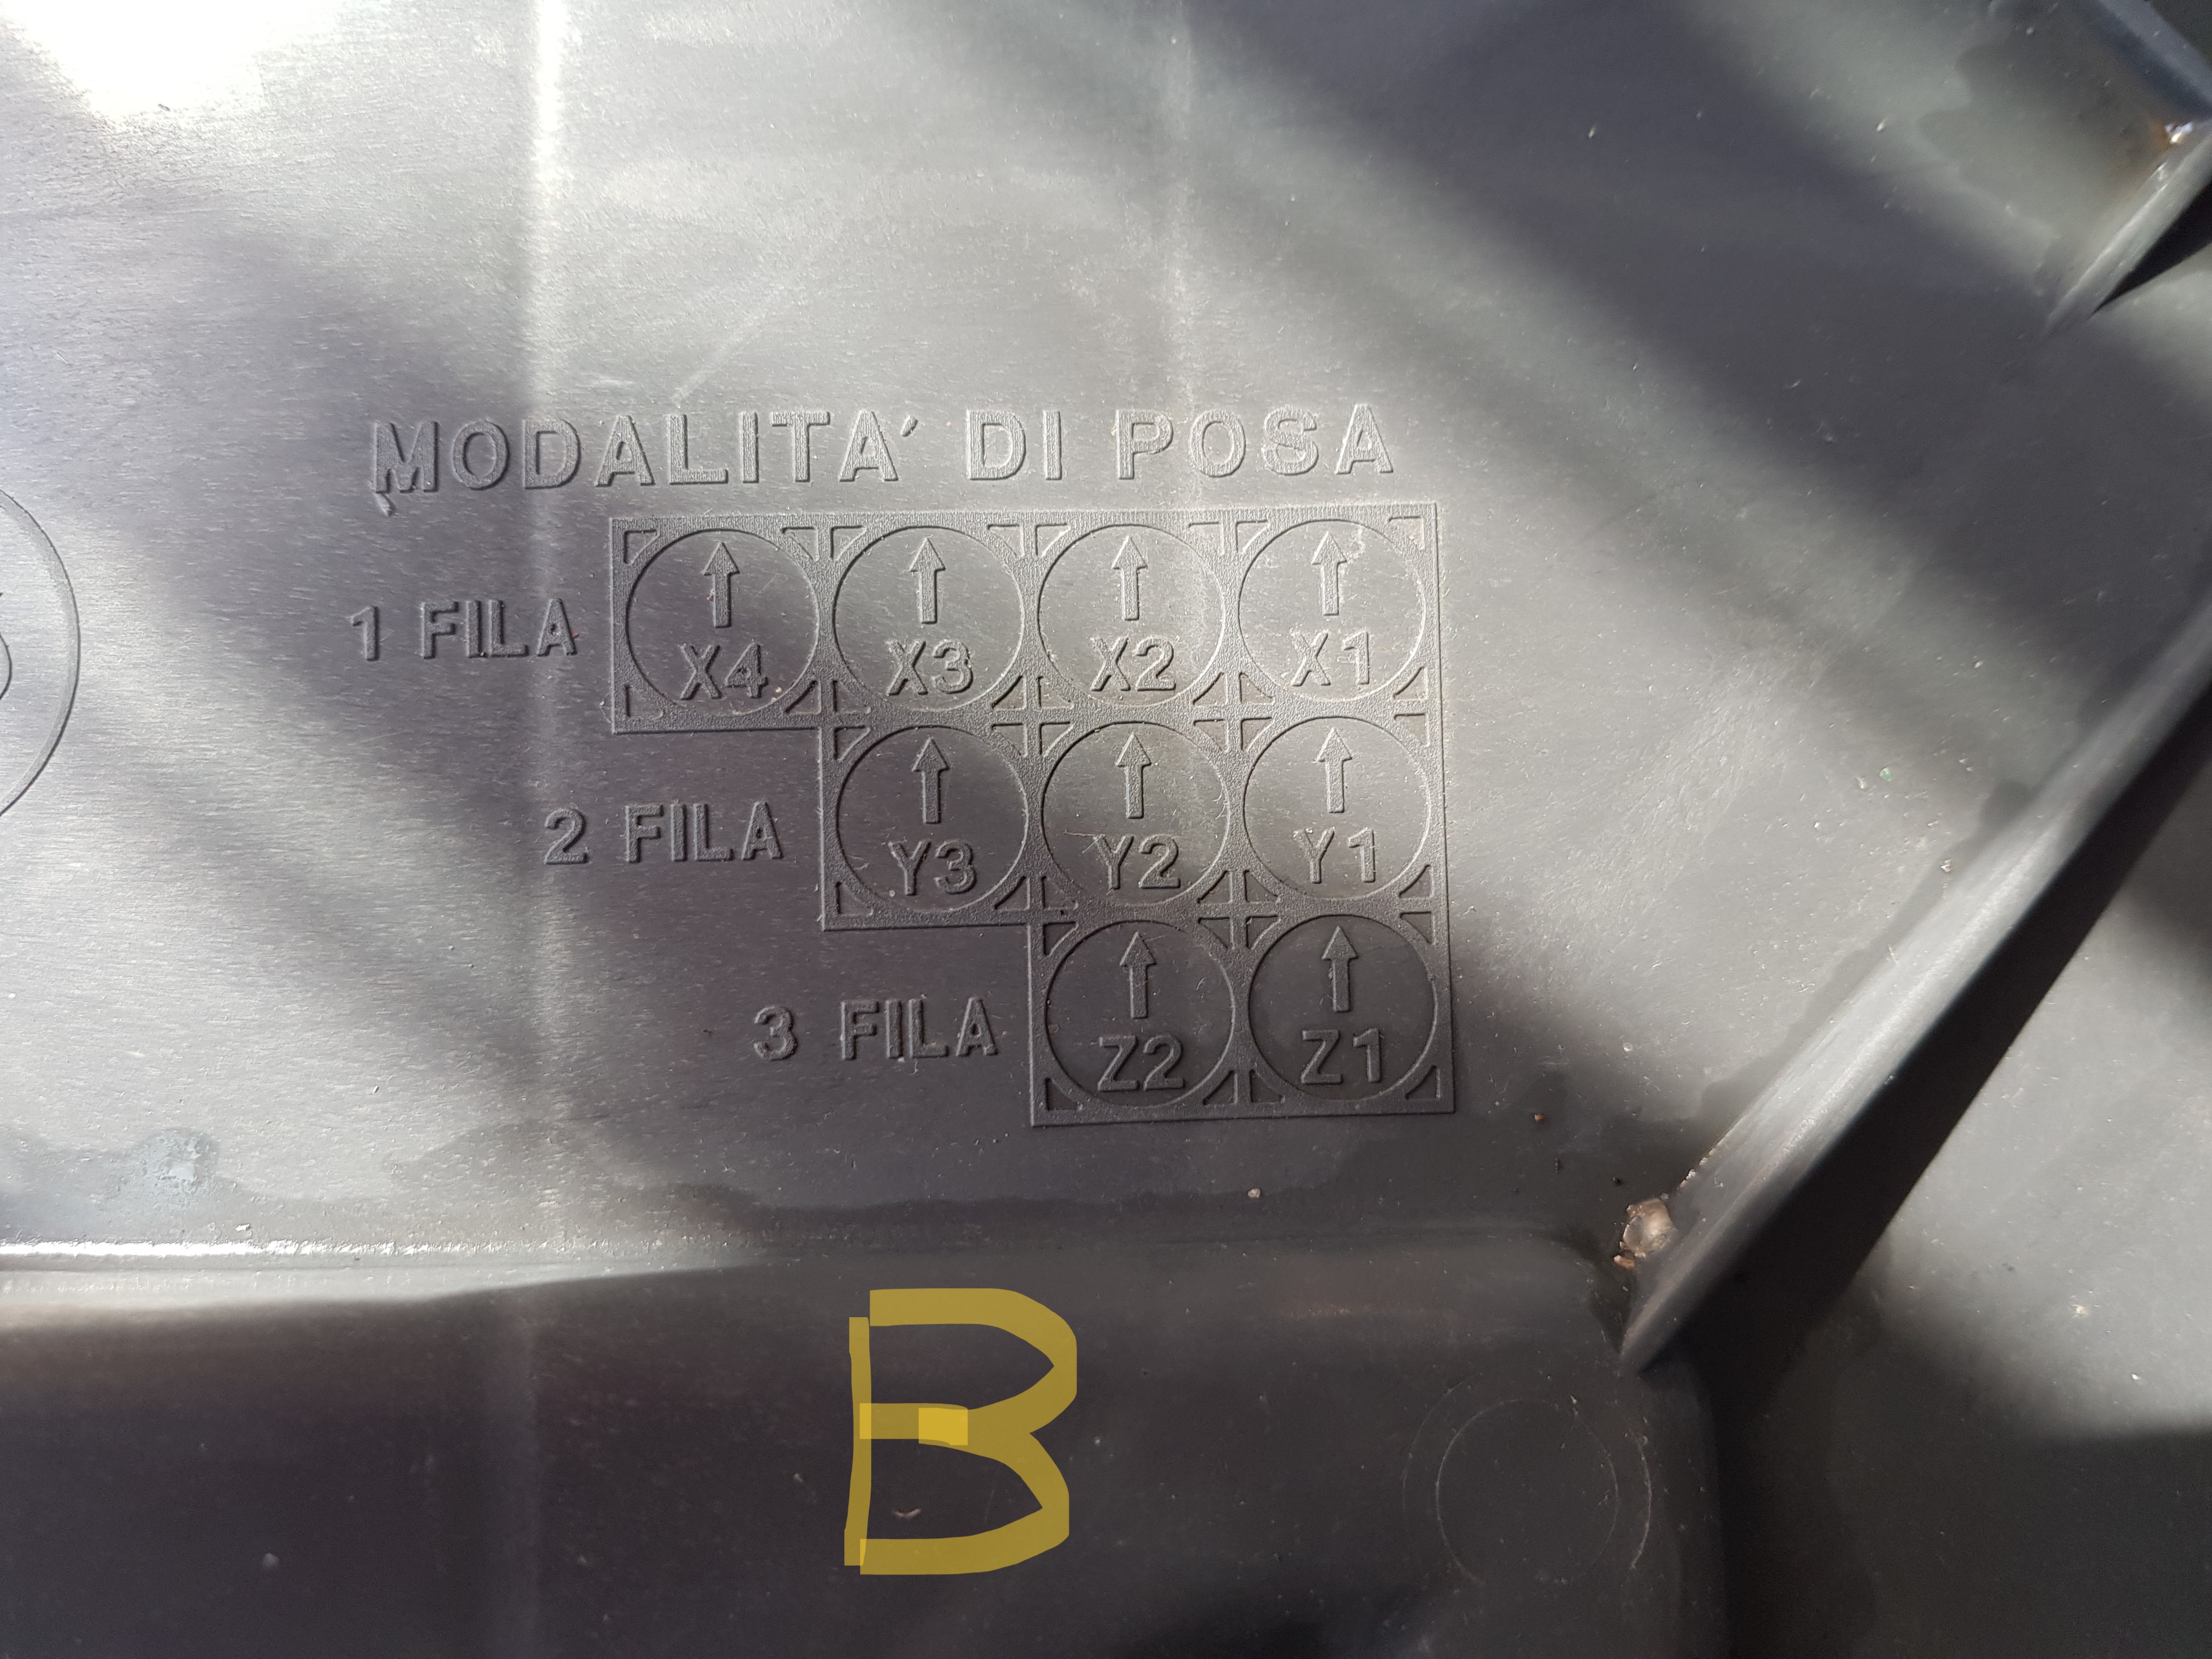 MODALITA' DI POSA
1 FILA X4 X3 X2 X1
2 FILA Y3 Y2 Y1
3 FILA Z2 Z1
B